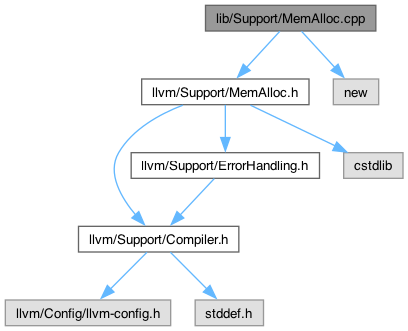 lib/Support/MemAlloc.cpp
llvm/Support/MemAlloc.h
new
llvm/Support/ErrorHandling.h
cstdlib
llvm/Support/Compiler.h
llvm/Config/llvm-config.h
stddef.h